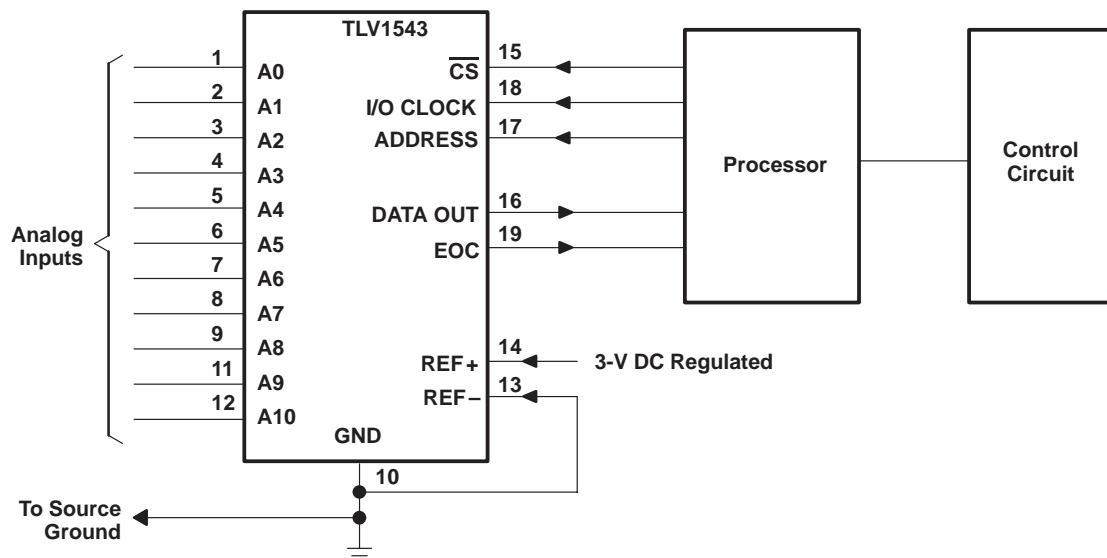 TLV1543
Analog
Inputs
1 A0
2 A1
3 A2
4 A3
5 A4
6 A5
7 A6
8 A7
9 A8
11 A9
12 A10
CS 15
I/O CLOCK 18
ADDRESS 17
DATA OUT 16
EOC 19
REF+ 14
3-V DC Regulated
REF– 13
GND
10
To Source
Ground
Processor
Control
Circuit